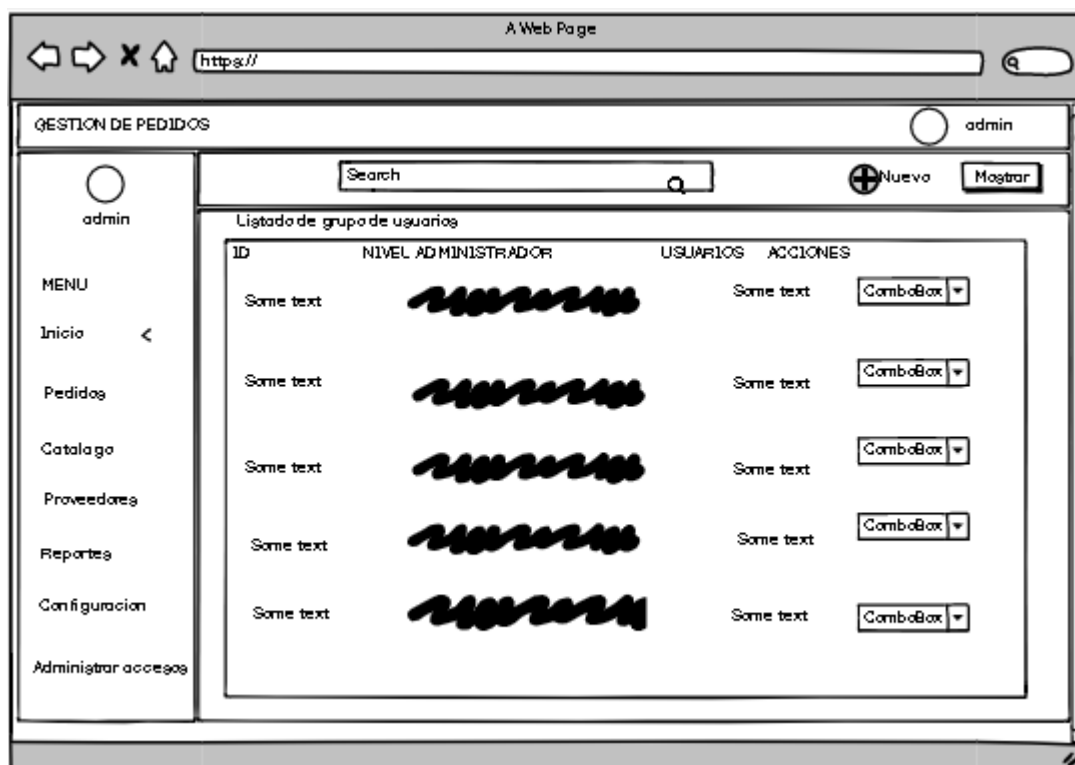 A Web Page
https://
GESTION DE PEDIDOS
admin
admin
MENU
Inicio <
Pedidos
Catalago
Proveedores
Reportes
Configuracion
Administrar accesos
Search
Nuevo
Mostrar
Listado de grupo de usuarios
ID NIVEL ADMINISTRADOR USUARIOS ACCIONES
Some text Some text ComboBox
Some text Some text ComboBox
Some text Some text ComboBox
Some text Some text ComboBox
Some text Some text ComboBox